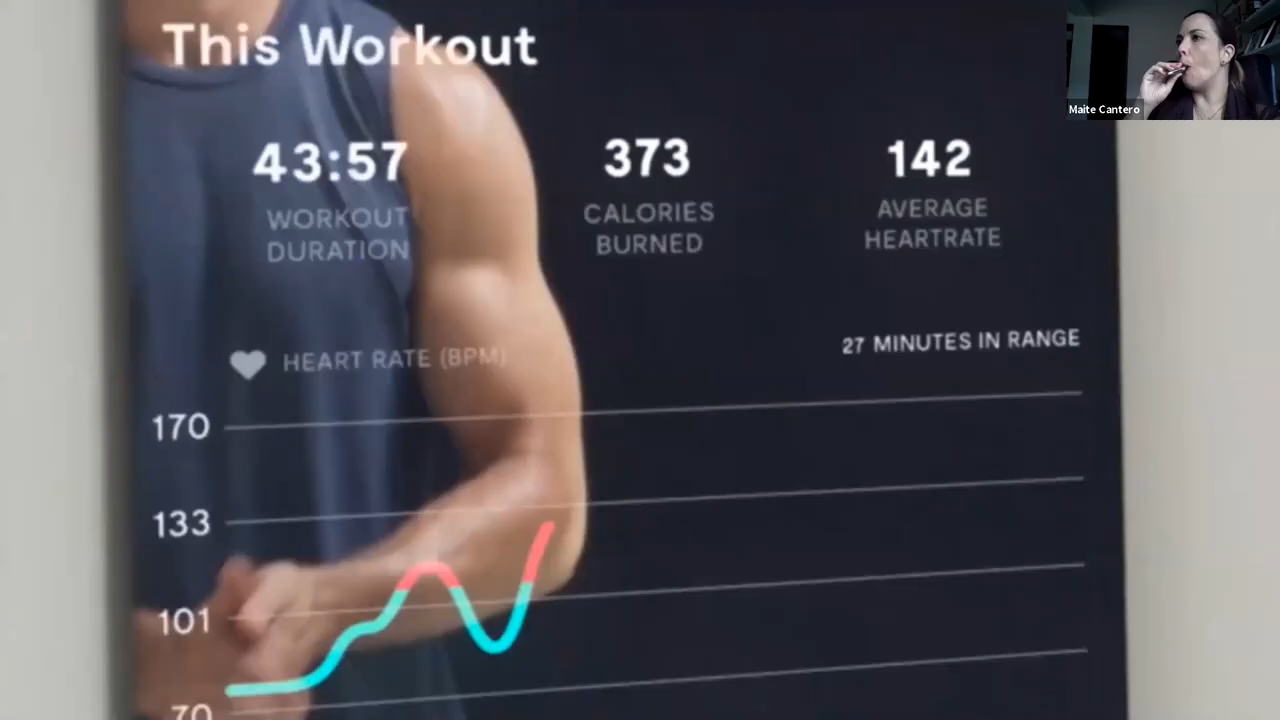 This Workout
Maite Cantero
43:57
WORKOUT
DURATION
373
CALORIES
BURNED
142
AVERAGE
HEARTRATE
HEART RATE (BPM)
27 MINUTES IN RANGE
170
133
101
70